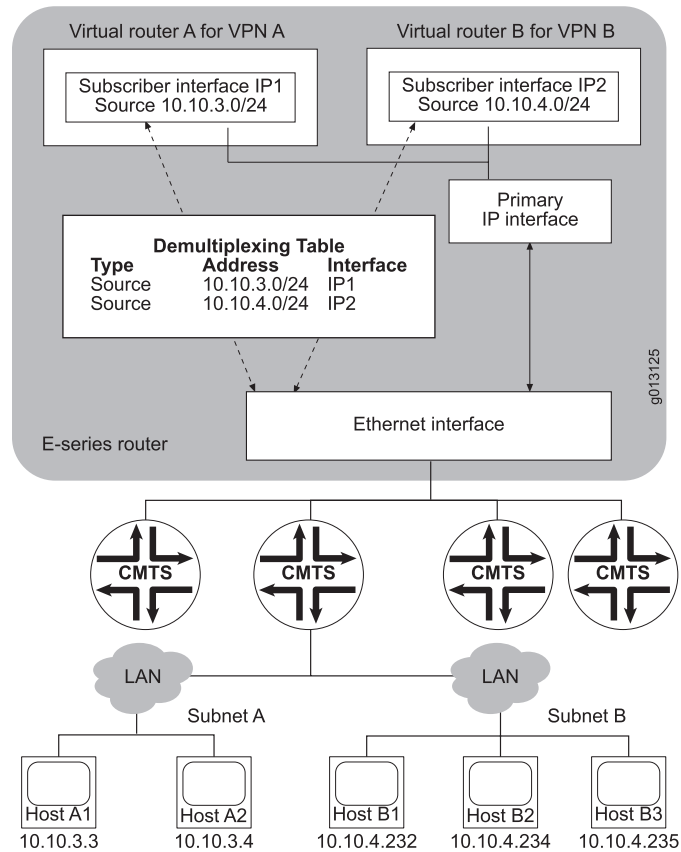 Virtual router A for VPN A
Virtual router B for VPN B
Subscriber interface IP1
Source 10.10.3.0/24
Subscriber interface IP2
Source 10.10.4.0/24
Primary
IP interface
Demultiplexing Table
Type Address Interface
Source 10.10.3.0/24 IP1
Source 10.10.4.0/24 IP2
g013125
Ethernet interface
E-series router
CMTS
CMTS
CMTS
CMTS
LAN
LAN
Subnet A
Subnet B
Host A1
Host A2
Host B1
Host B2
Host B3
10.10.3.3
10.10.3.4
10.10.4.232
10.10.4.234
10.10.4.235